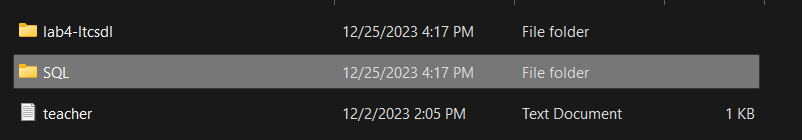 lab4-ltcsdl 12/25/2023 4:17 PM File folder
SQL 12/25/2023 4:17 PM File folder
teacher 12/2/2023 2:05 PM Text Document 1 KB